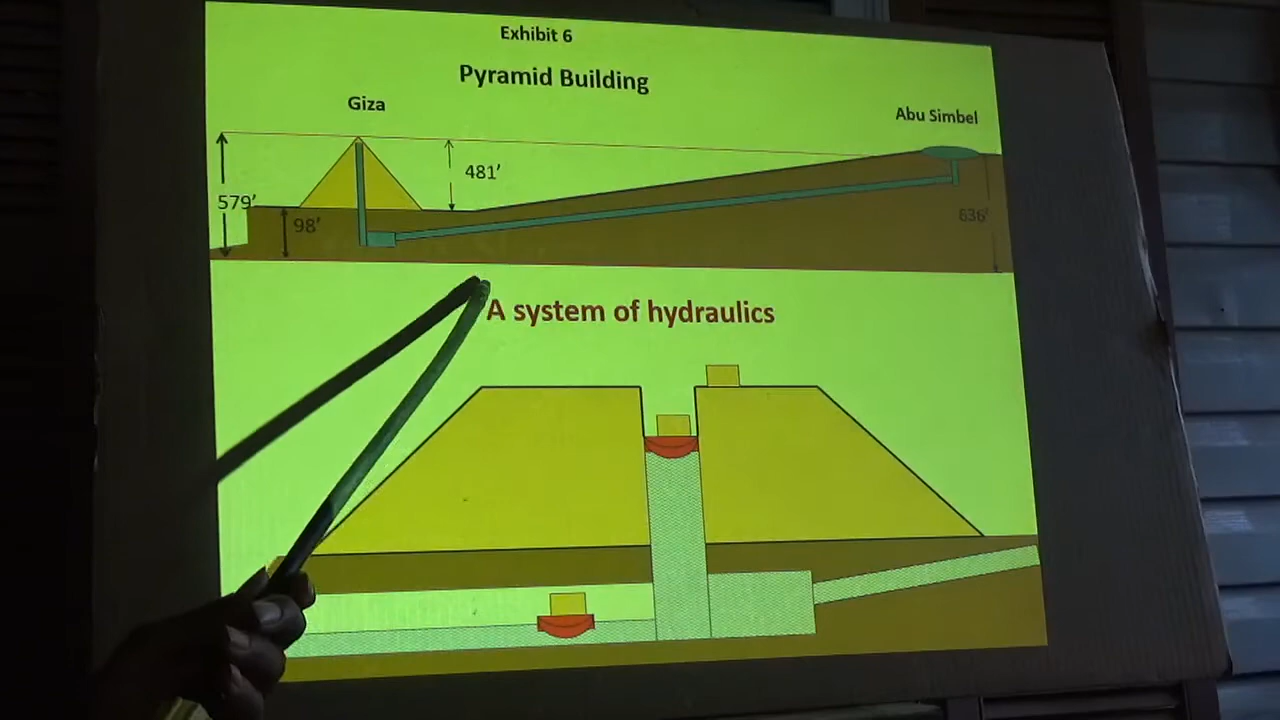 Exhibit 6
Pyramid Building
Giza
Abu Simbel
481'
579'
98'
636'
A system of hydraulics